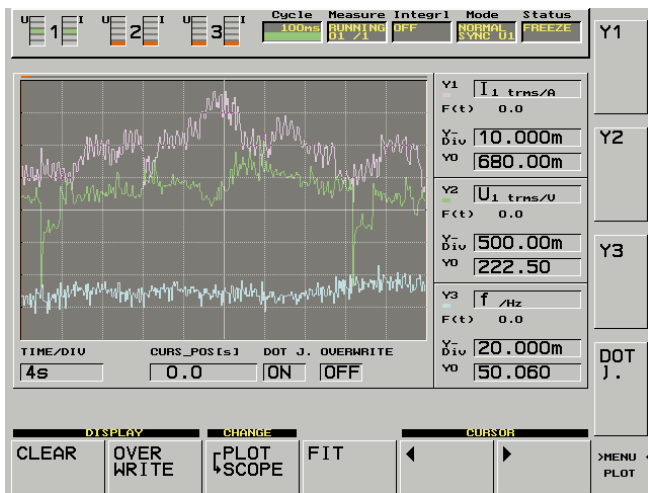 U 1 I U 2 I U 3 I
Cycle Measure Integrl Mode Status
100ms RUNNING OFF NORMAL FREEZE
01 /1 SYNC U1
Y1
Y1 I1 trms/A
F(t) 0.0
Y-Div 10.000m
Y0 680.00m
Y2
Y2 U1 trms/V
F(t) 0.0
Y-Div 500.00m
Y0 222.50
Y3
Y3 f /Hz
F(t) 0.0
Y-Div 20.000m
Y0 50.060
TIME/DIV CURS_POS[s] DOT J. OVERWRITE
4s 0.0 ON OFF
DOT
J.
DISPLAY CHANGE CURSOR
CLEAR OVER PLOT FIT
WRITE SCOPE
>MENU
PLOT